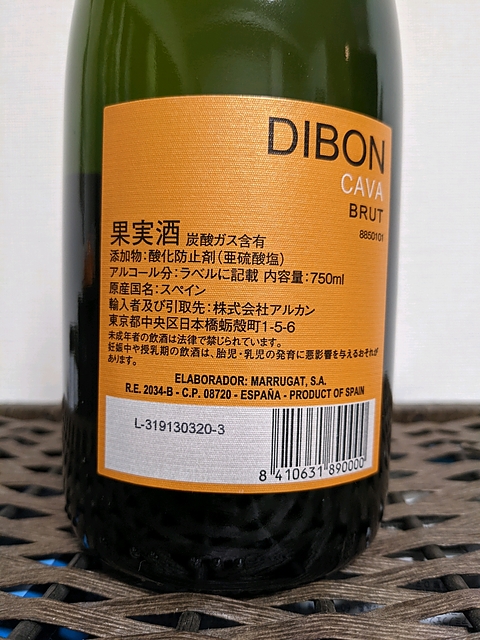 DIBON
CAVA
BRUT
8850101
果実酒 炭酸ガス含有
添加物:酸化防止剤(亜硫酸塩)
アルコール分:ラベルに記載 内容量:750ml
原産国名:スペイン
輸入者及び引取先:株式会社アルカン
東京都中央区日本橋蛎殻町1-5-6
未成年者の飲酒は法律で禁じられています。
妊娠中や授乳期の飲酒は、胎児・乳児の発育に悪影響を与えるおそれが
あります。
ELABORADOR: MARRUGAT, S.A.
R.E. 2034-B - C.P. 08720 - ESPAÑA - PRODUCT OF SPAIN
L-319130320-3
8 410631 890000